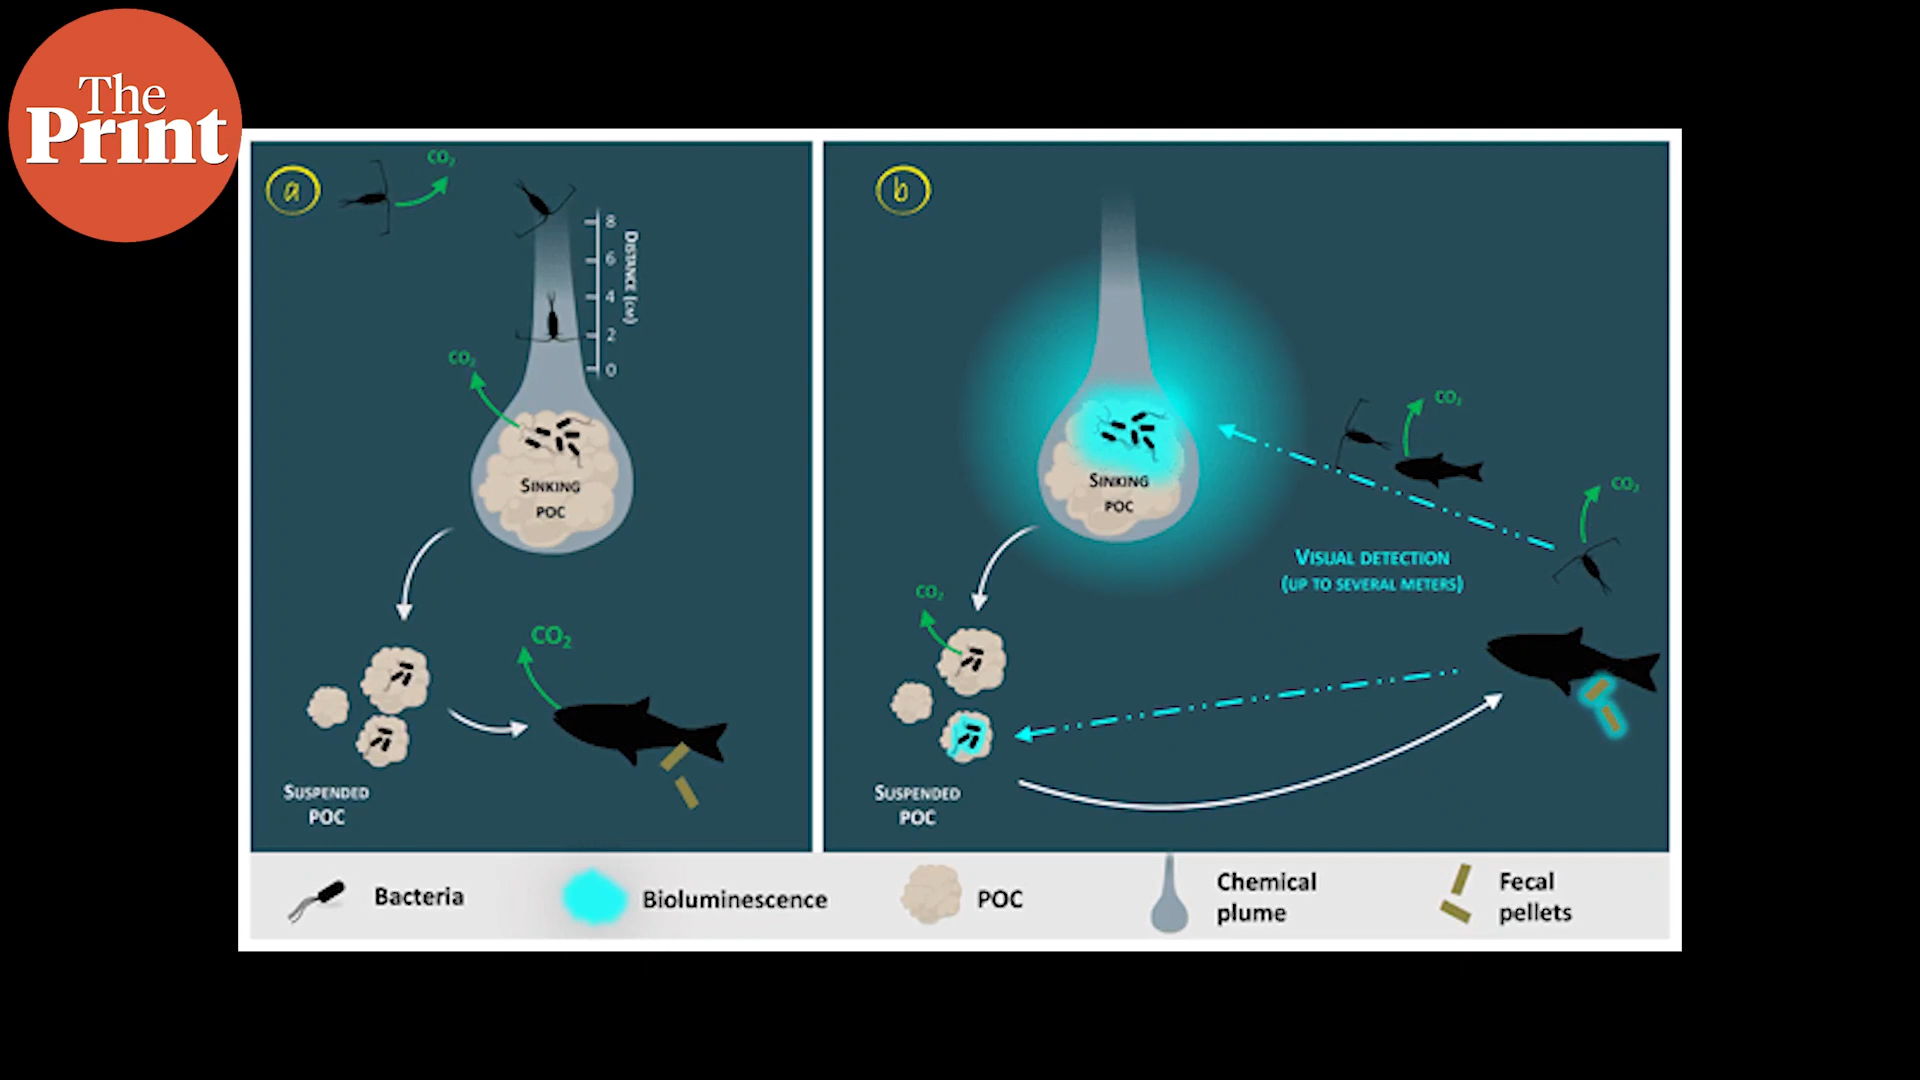 The
Print
a
CO₂
8
6
4
2
0
DISTANCE (CM)
CO₂
SINKING
POC
CO₂
SUSPENDED
POC
b
SINKING
POC
CO₂
CO₂
VISUAL DETECTION
(UP TO SEVERAL METERS)
CO₂
SUSPENDED
POC
Bacteria
Bioluminescence
POC
Chemical
plume
Fecal
pellets